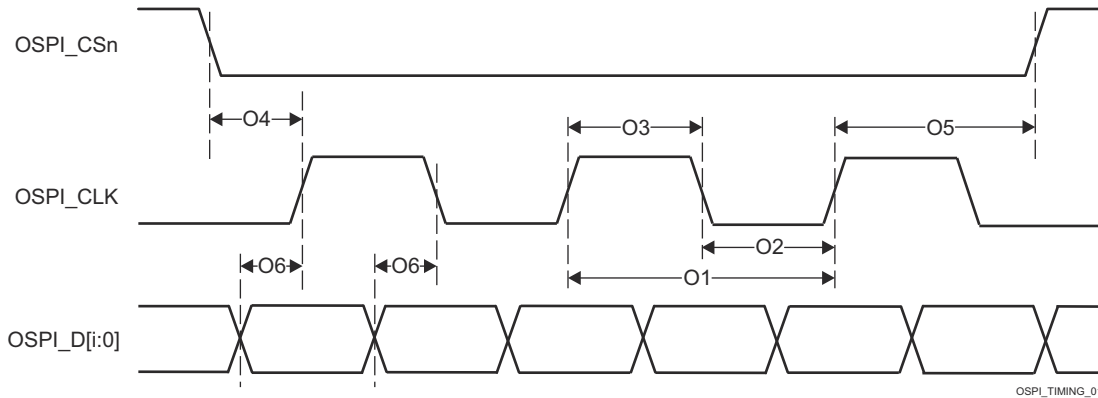 OSPI_CSn
O4
O3
O5
OSPI_CLK
O2
O6
O6
O1
OSPI_D[i:0]
OSPI_TIMING_0